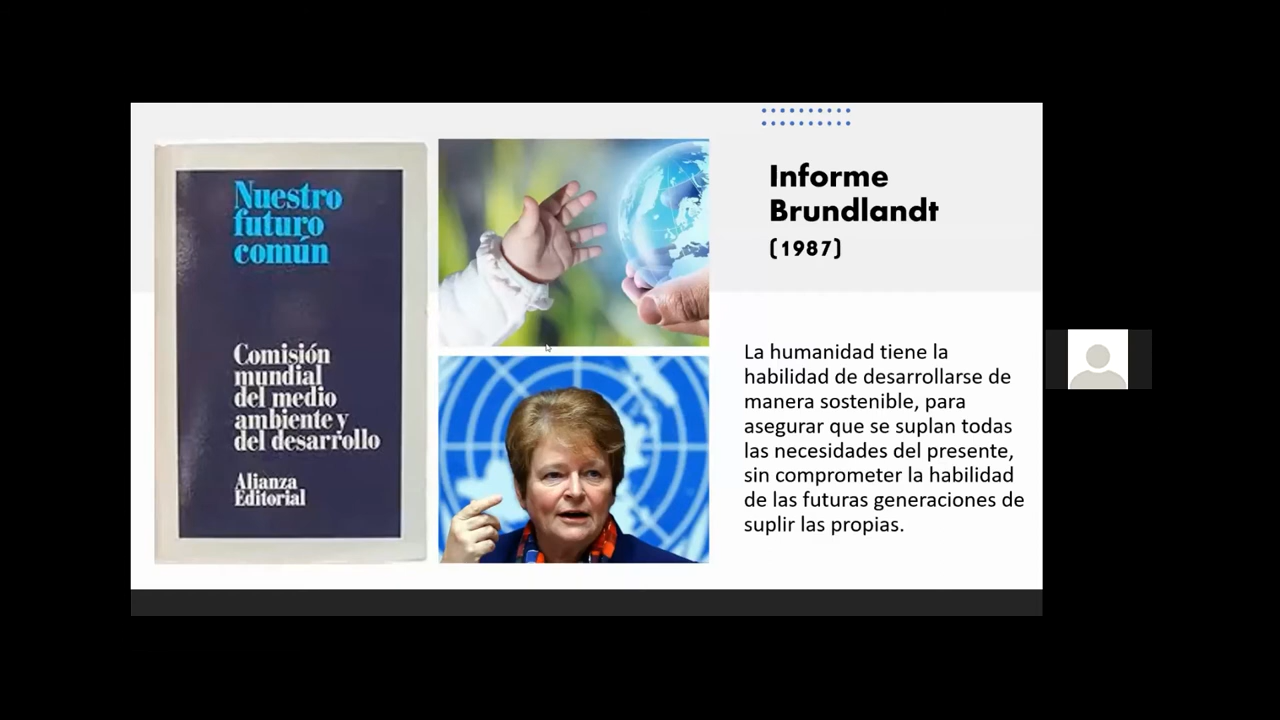 Nuestro
futuro
común
Comisión
mundial
del medio
ambiente y
del desarrollo
Alianza
Editorial
Informe
Brundlandt
(1987)
La humanidad tiene la
habilidad de desarrollarse de
manera sostenible, para
asegurar que se suplan todas
las necesidades del presente,
sin comprometer la habilidad
de las futuras generaciones de
suplir las propias.